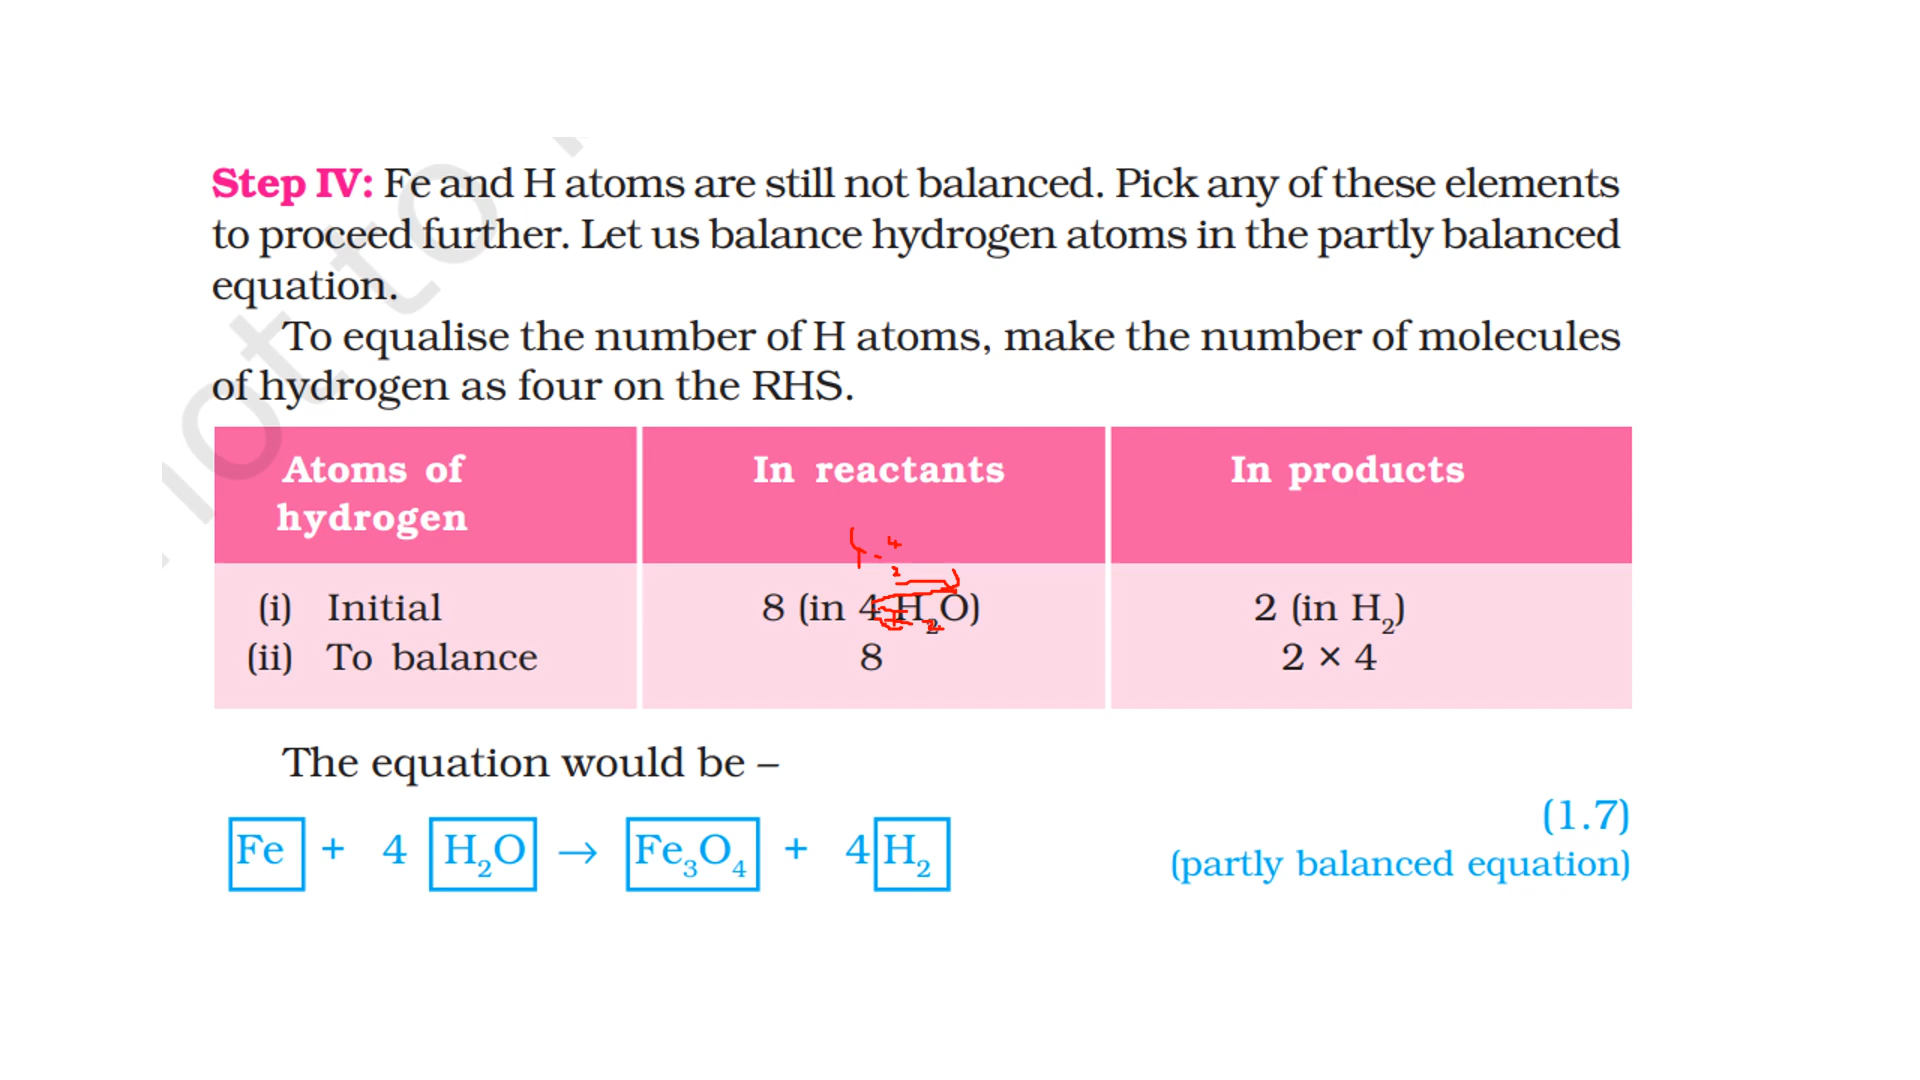 Step IV: Fe and H atoms are still not balanced. Pick any of these elements
to proceed further. Let us balance hydrogen atoms in the partly balanced
equation.
To equalise the number of H atoms, make the number of molecules
of hydrogen as four on the RHS.
Atoms of hydrogen In reactants In products
(i) Initial 8 (in 4 H₂O) 2 (in H₂)
(ii) To balance 8 2 × 4
The equation would be –
Fe + 4 H₂O → Fe₃O₄ + 4 H₂ (1.7)
(partly balanced equation)
not to